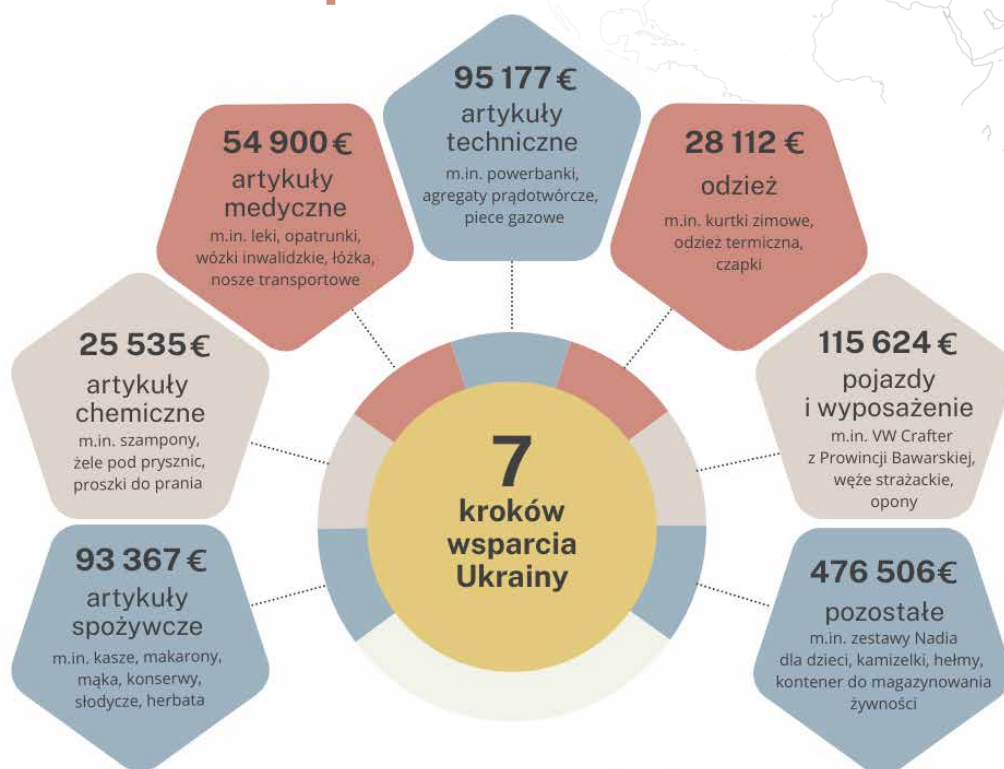 95 177 €
artykuły
techniczne
m.in. powerbanki,
agregaty prądotwórcze,
piece gazowe
54 900 €
artykuły
medyczne
m.in. leki, opatrunki,
wózki inwalidzkie, łóżka,
nosze transportowe
28 112 €
odzież
m.in. kurtki zimowe,
odzież termiczna,
czapki
25 535 €
artykuły
chemiczne
m.in. szampony,
żele pod prysznic,
proszki do prania
115 624 €
pojazdy
i wyposażenie
m.in. VW Crafter
z Prowincji Bawarskiej,
węże strażackie,
opony
7
kroków
wsparcia
Ukrainy
93 367 €
artykuły
spożywcze
m.in. kasze, makarony,
mąka, konserwy,
słodycze, herbata
476 506€
pozostałe
m.in. zestawy Nadia
dla dzieci, kamizelki, hełmy,
kontener do magazynowania
żywności